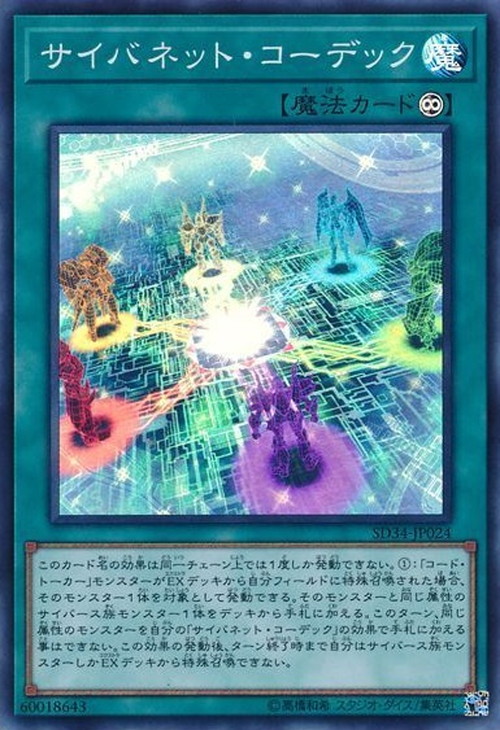 サイバネット・コーデック 魔
【魔法カード】
SD34-JP024
このカード名の効果は同一チェーン上では1度しか発動できない。①:「コード・
トーカー」モンスターがEXデッキから自分フィールドに特殊召喚された場合、
そのモンスター1体を対象として発動できる。そのモンスターと同じ属性の
サイバース族モンスター1体をデッキから手札に加える。このターン、同じ
属性のモンスターを自分の「サイバネット・コーデック」の効果で手札に加える
事はできない。この効果の発動後、ターン終了時まで自分はサイバース族モン
スターしかEXデッキから特殊召喚できない。
60018643 ©高橋和希 スタジオ・ダイス/集英社